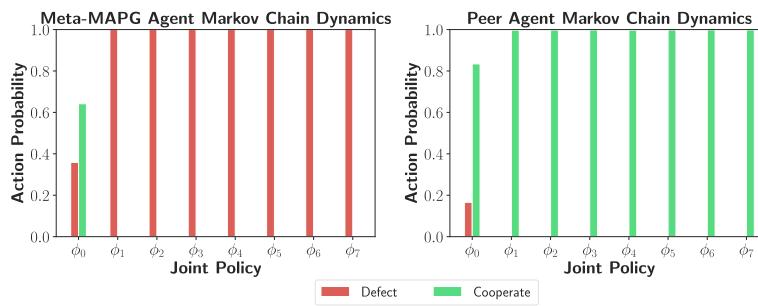 Meta-MAPG Agent Markov Chain Dynamics
1.0
0.8
0.6
0.4
0.2
0.0
Action Probability
ϕ0 ϕ1 ϕ2 ϕ3 ϕ4 ϕ5 ϕ6 ϕ7
Joint Policy
Peer Agent Markov Chain Dynamics
1.0
0.8
0.6
0.4
0.2
0.0
Action Probability
ϕ0 ϕ1 ϕ2 ϕ3 ϕ4 ϕ5 ϕ6 ϕ7
Joint Policy
Defect Cooperate